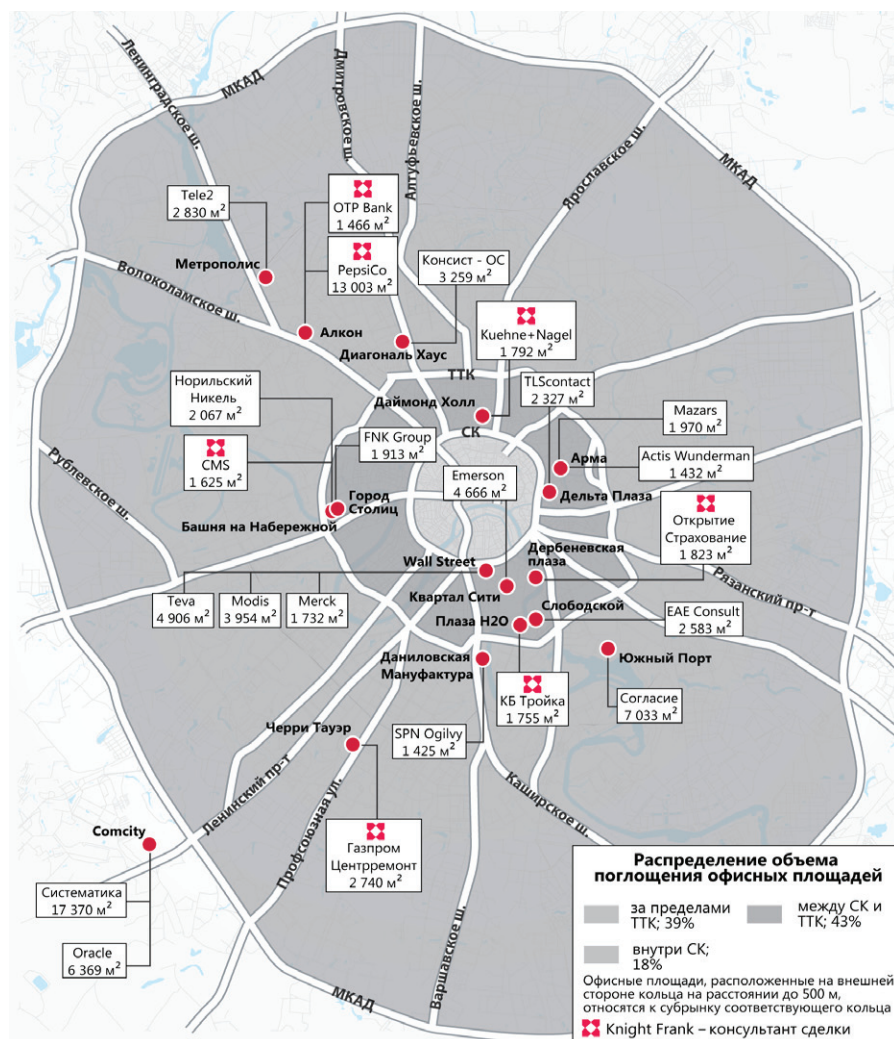 Ленинградское ш.
МКАД
Дмитровское ш.
Алтуфьевское ш.
Ярославское ш.
МКАД
Tele2
2 830 м²
Метрополис
OTP Bank
1 466 м²
PepsiCo
13 003 м²
Консист - ОС
3 259 м²
Волоколамское ш.
Алкон
Диагональ Хаус
Kuehne+Nagel
1 792 м²
ТТК
Норильский
Никель
2 067 м²
CMS
1 625 м²
FNK Group
1 913 м²
Даймонд Холл
СК
TLScontact
2 327 м²
Mazars
1 970 м²
Арма
Actis Wunderman
1 432 м²
Emerson
4 666 м²
Дельта Плаза
Рублевское ш.
Город
Столиц
Башня на Набережной
Открытие
Страхование
1 823 м²
Дербеневская
плаза
Wall Street
Рязанский пр-т
Teva
4 906 м²
Modis
3 954 м²
Merck
1 732 м²
Квартал Сити
Слободской
Плаза H2O
EAE Consult
2 583 м²
Даниловская
Мануфактура
Южный Порт
КБ Тройка
1 755 м²
Согласие
7 033 м²
Черри Тауэр
SPN Ogilvy
1 425 м²
Ленинский пр-т
Профсоюзная ул.
Каширское ш.
Comcity
Газпром
Центрремонт
2 740 м²
Систематика
17 370 м²
Oracle
6 369 м²
Варшавское ш.
МКАД
Распределение объема
поглощения офисных площадей
за пределами
ТТК; 39%
между СК и
ТТК; 43%
внутри СК;
18%
Офисные площади, расположенные на внешней
стороне кольца на расстоянии до 500 м,
относятся к субрынку соответствующего кольца
Knight Frank – консультант сделки